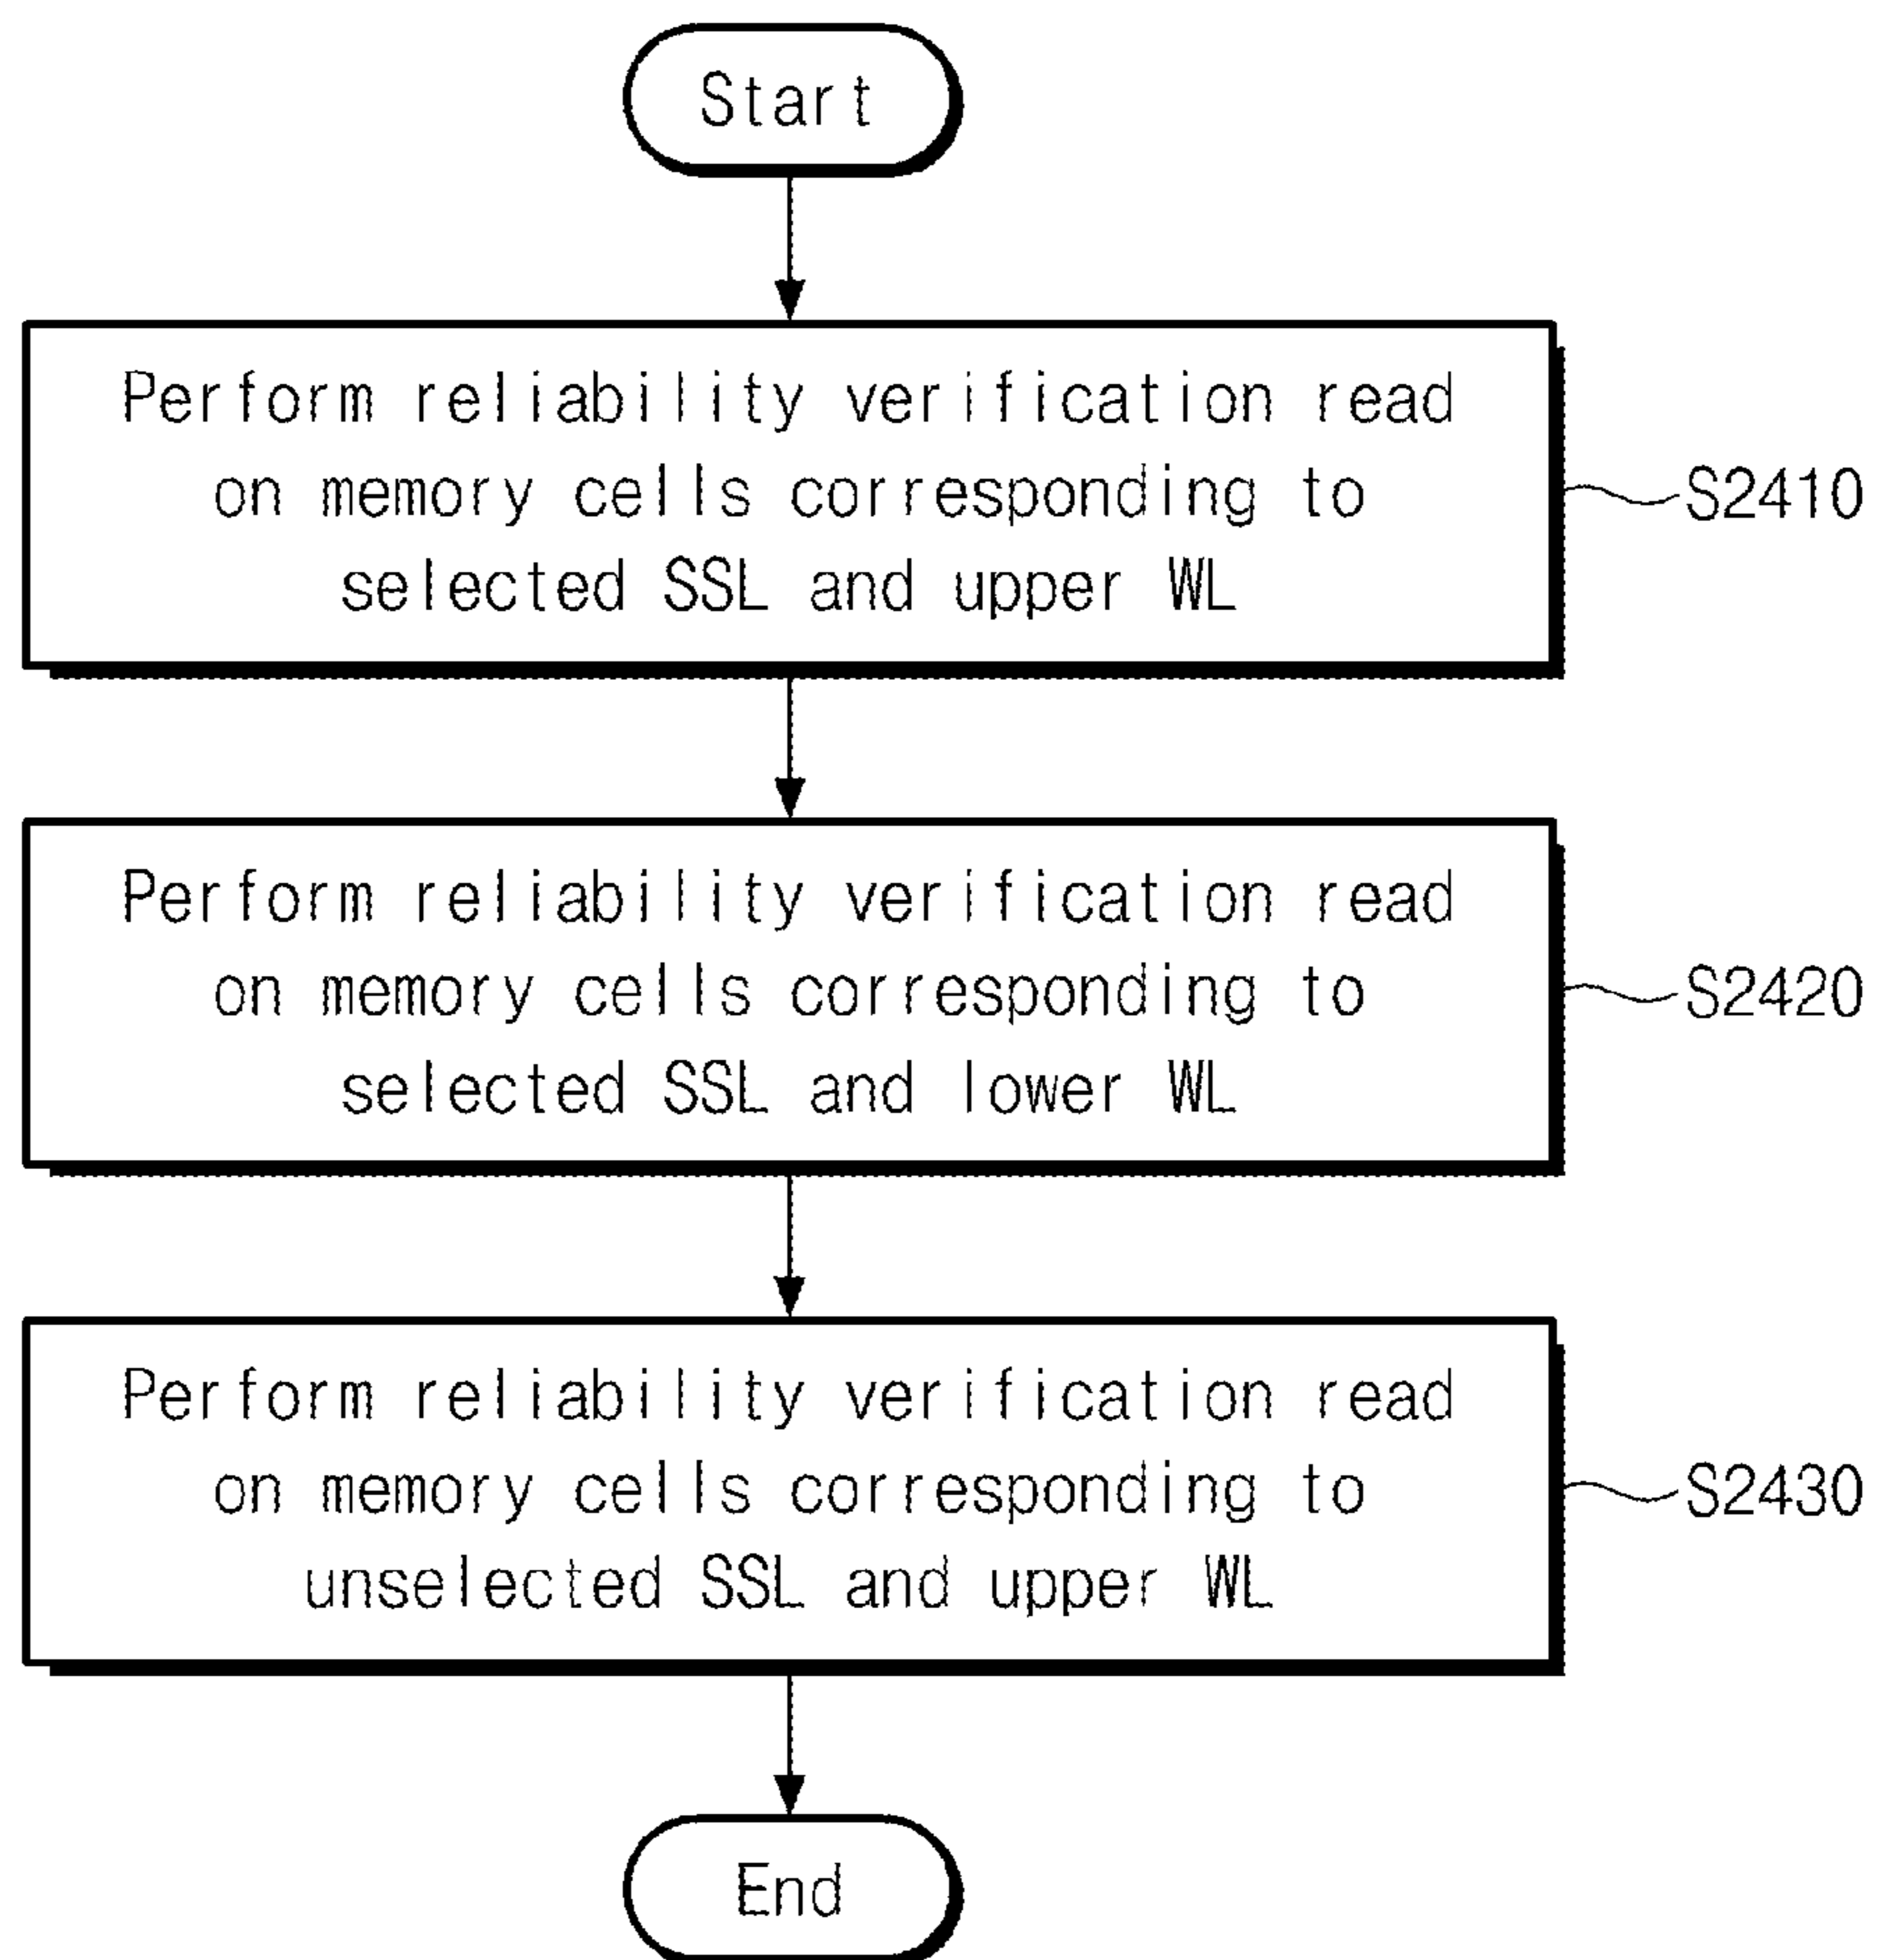 Start
Perform reliability verification read
on memory cells corresponding to
selected SSL and upper WL
S2410
Perform reliability verification read
on memory cells corresponding to
selected SSL and lower WL
S2420
Perform reliability verification read
on memory cells corresponding to
unselected SSL and upper WL
S2430
End